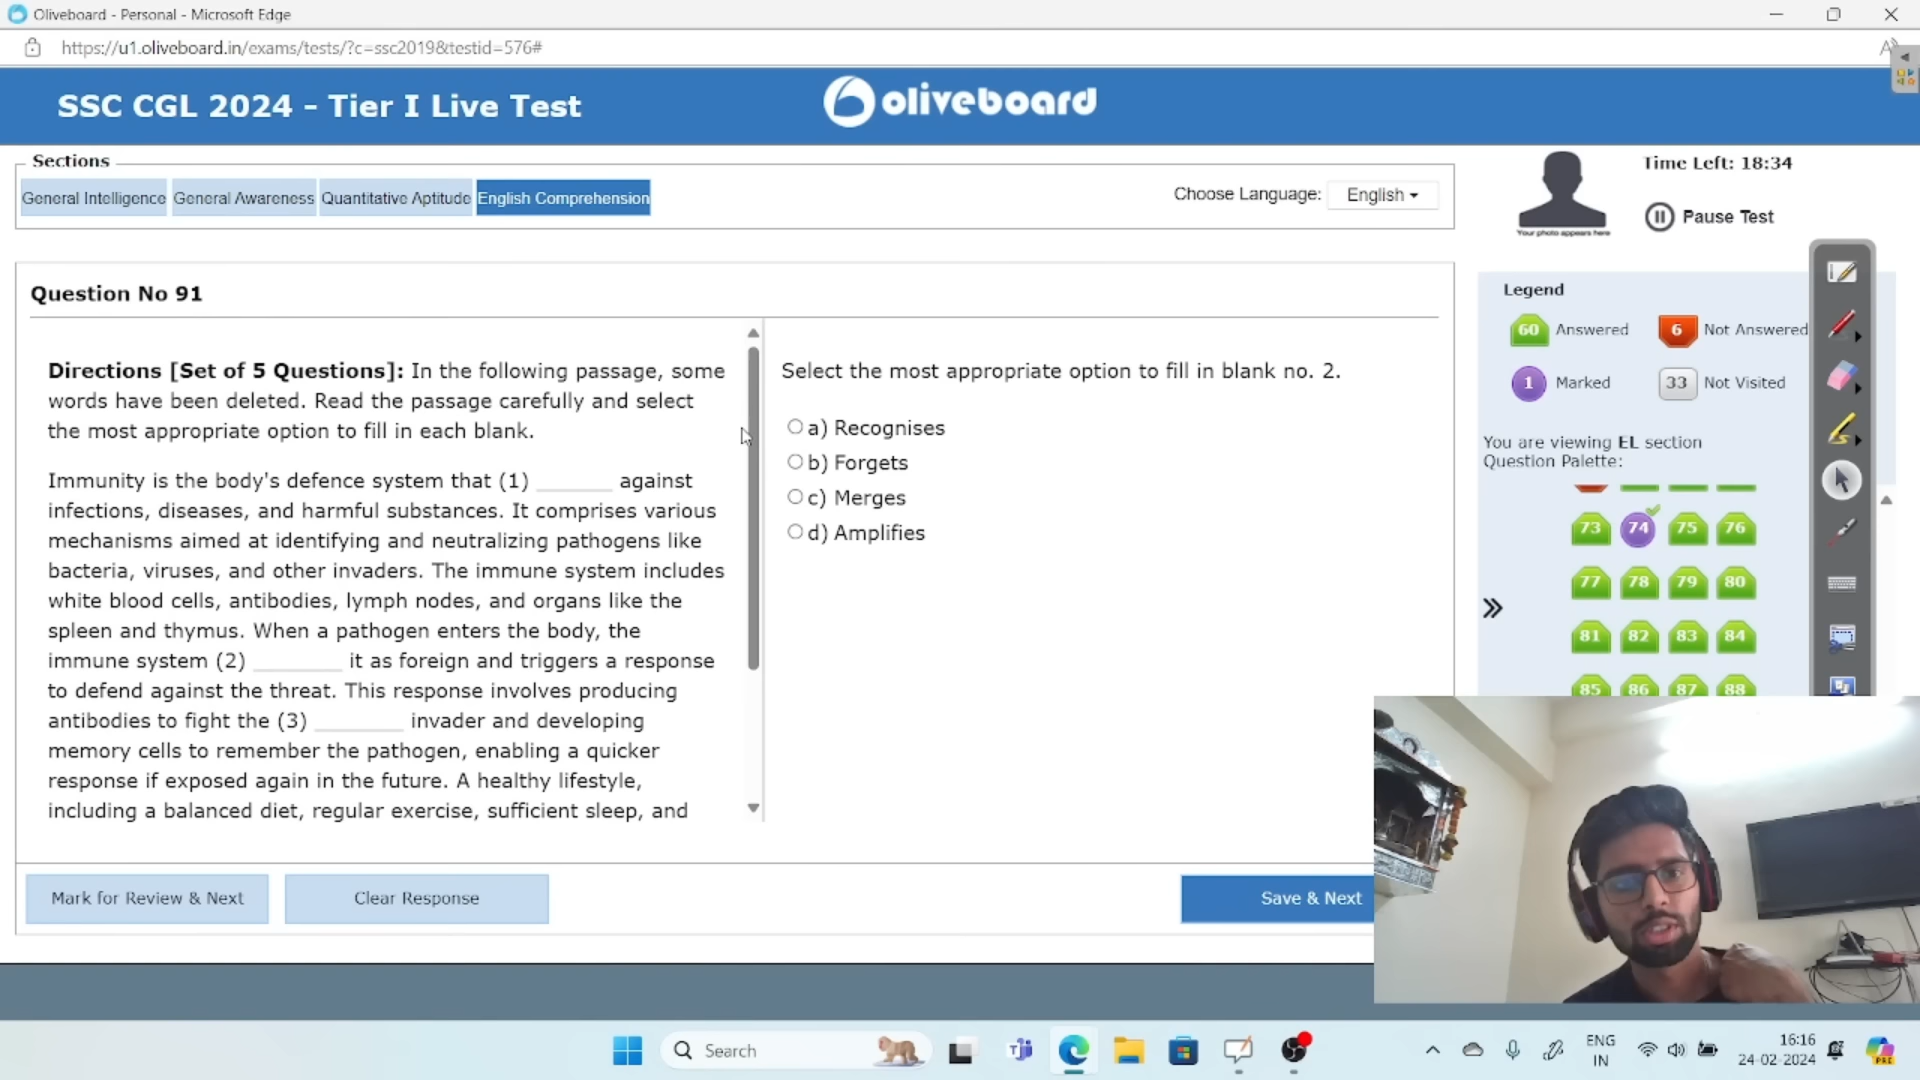 Oliveboard - Personal - Microsoft Edge
https://u1.oliveboard.in/exams/tests/?c=ssc2019&testid=576#
SSC CGL 2024 - Tier I Live Test
oliveboard
Sections
General Intelligence
General Awareness
Quantitative Aptitude
English Comprehension
Choose Language:
English
Your photo appears here
Time Left: 18:34
Pause Test
Question No 91
Directions [Set of 5 Questions]: In the following passage, some
words have been deleted. Read the passage carefully and select
the most appropriate option to fill in each blank.
Immunity is the body's defence system that (1) _______ against
infections, diseases, and harmful substances. It comprises various
mechanisms aimed at identifying and neutralizing pathogens like
bacteria, viruses, and other invaders. The immune system includes
white blood cells, antibodies, lymph nodes, and organs like the
spleen and thymus. When a pathogen enters the body, the
immune system (2) ________ it as foreign and triggers a response
to defend against the threat. This response involves producing
antibodies to fight the (3) ________ invader and developing
memory cells to remember the pathogen, enabling a quicker
response if exposed again in the future. A healthy lifestyle,
including a balanced diet, regular exercise, sufficient sleep, and
Select the most appropriate option to fill in blank no. 2.
a) Recognises
b) Forgets
c) Merges
d) Amplifies
Legend
60 Answered
6 Not Answered
1 Marked
33 Not Visited
You are viewing EL section
Question Palette:
73 74 75 76
77 78 79 80
81 82 83 84
85 86 87 88
Mark for Review & Next
Clear Response
Save & Next
Search
ENG
IN
16:16
24-02-2024
PRE